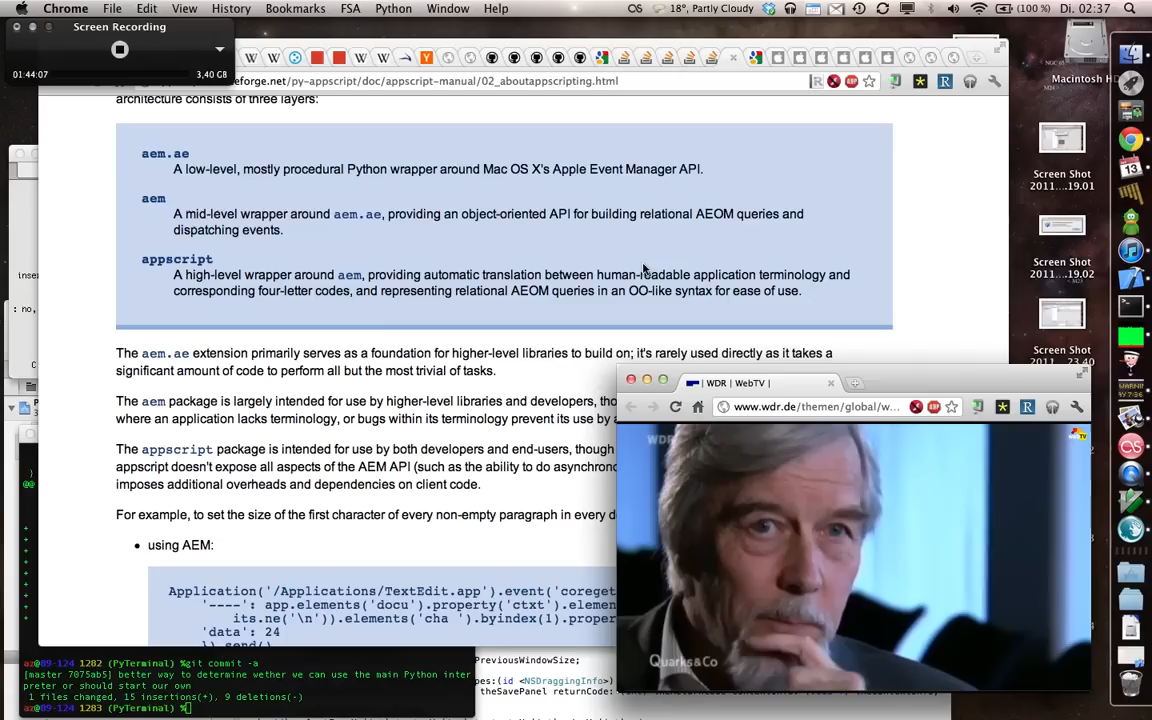 Chrome File Edit View History Bookmarks FSA Python Window Help
18°, Partly Cloudy (100 %) Di. 02:37
Screen Recording
01:44:07 3,40 GB
eforge.net/py-appscript/doc/appscript-manual/02_aboutappscripting.html
Macintosh H
architecture consists of three layers:
aem.ae
A low-level, mostly procedural Python wrapper around Mac OS X's Apple Event Manager API.
aem
A mid-level wrapper around aem.ae, providing an object-oriented API for building relational AEOM queries and
dispatching events.
appscript
A high-level wrapper around aem, providing automatic translation between human-readable application terminology and
corresponding four-letter codes, and representing relational AEOM queries in an OO-like syntax for ease of use.
The aem.ae extension primarily serves as a foundation for higher-level libraries to build on; it's rarely used directly as it takes a
significant amount of code to perform all but the most trivial of tasks.
The aem package is largely intended for use by higher-level libraries and developers, tho
where an application lacks terminology, or bugs within its terminology prevent its use by a
The appscript package is intended for use by both developers and end-users, though
appscript doesn't expose all aspects of the AEM API (such as the ability to do asynchron
imposes additional overheads and dependencies on client code.
For example, to set the size of the first character of every non-empty paragraph in every d
• using AEM:
Application('/Applications/TextEdit.app').event('coreget
'----': app.elements('docu').property('ctxt').elemen
its.ne('\n')).elements('cha ').byindex(1).prope
'data': 24
}).send()
Screen Shot
2011....19.01
Screen Shot
2011....19.02
Screen Shot
2011....23.40
| WDR | WebTV |
www.wdr.de/themen/global/w...
WDR
Quarks&Co
az@89-124 1282 (PyTerminal) %git commit -a
[master 7075ab5] better way to determine wether we can use the main Python inter
preter or should start our own
1 files changed, 15 insertions(+), 9 deletions(-)
az@89-124 1283 (PyTerminal) %
PreviousWindowSize;
pes:(id <NSDraggingInfo>)
theSavePanel returnCode: